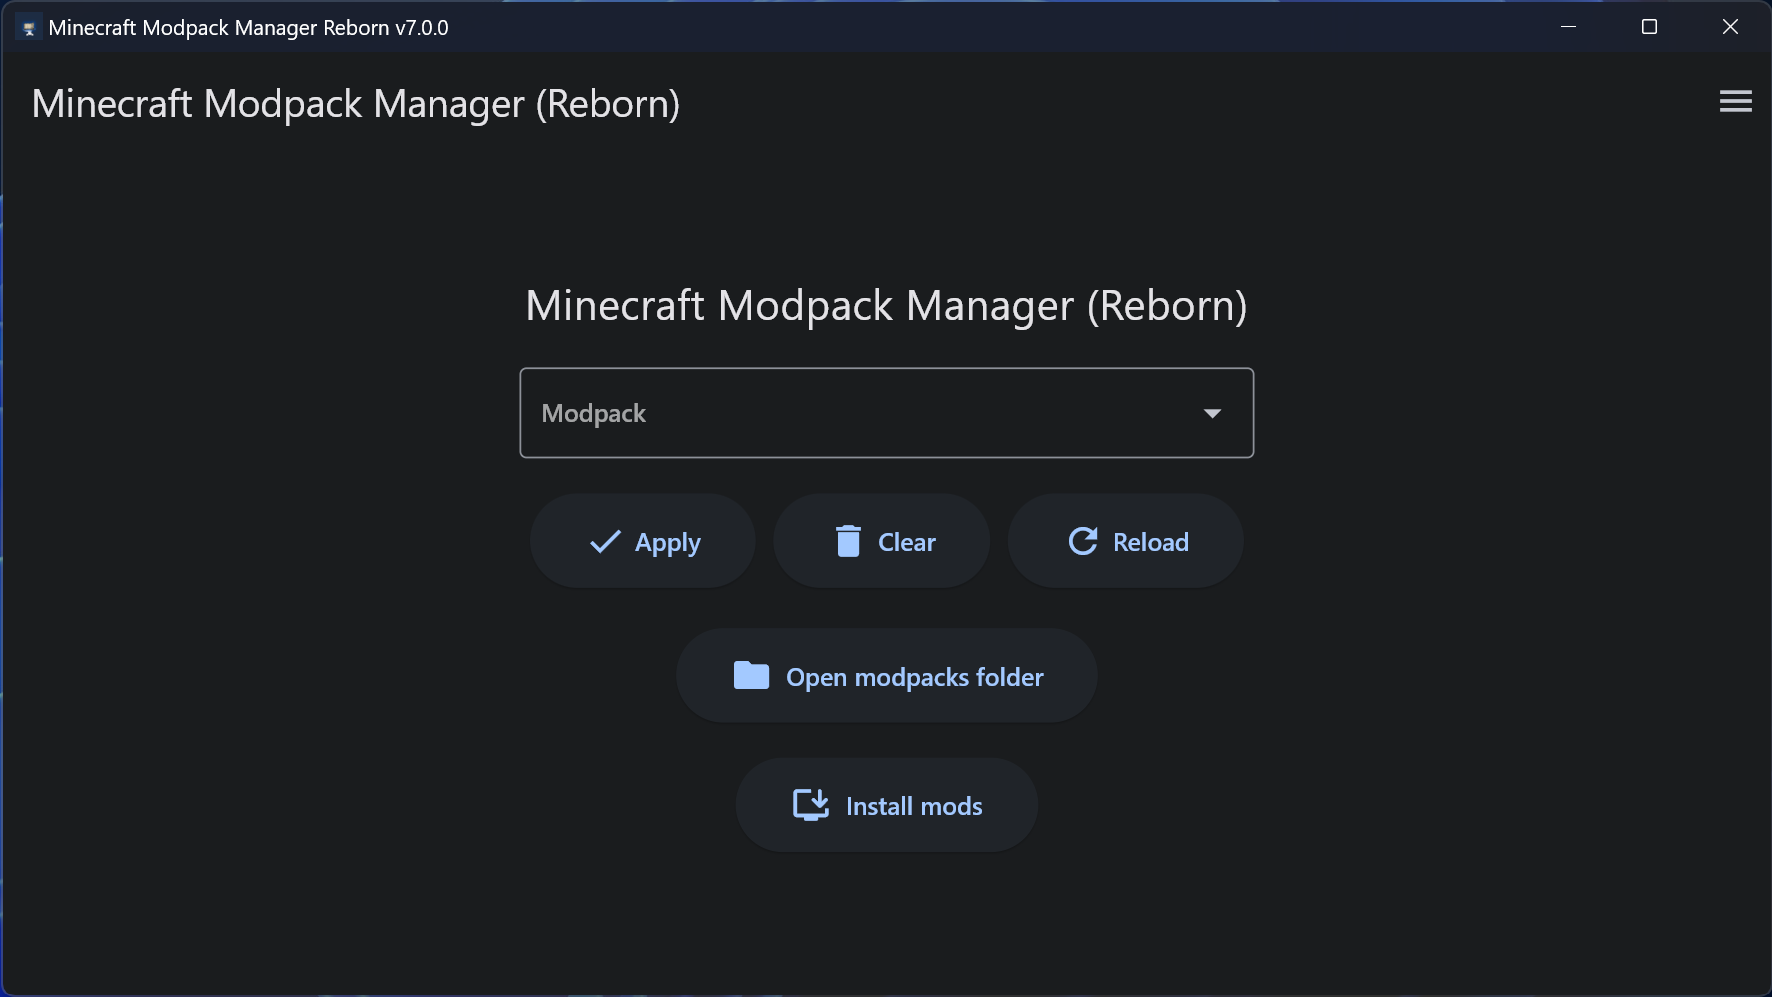 Minecraft Modpack Manager Reborn v7.0.0
Minecraft Modpack Manager (Reborn)
Minecraft Modpack Manager (Reborn)
Modpack
Apply
Clear
Reload
Open modpacks folder
Install mods